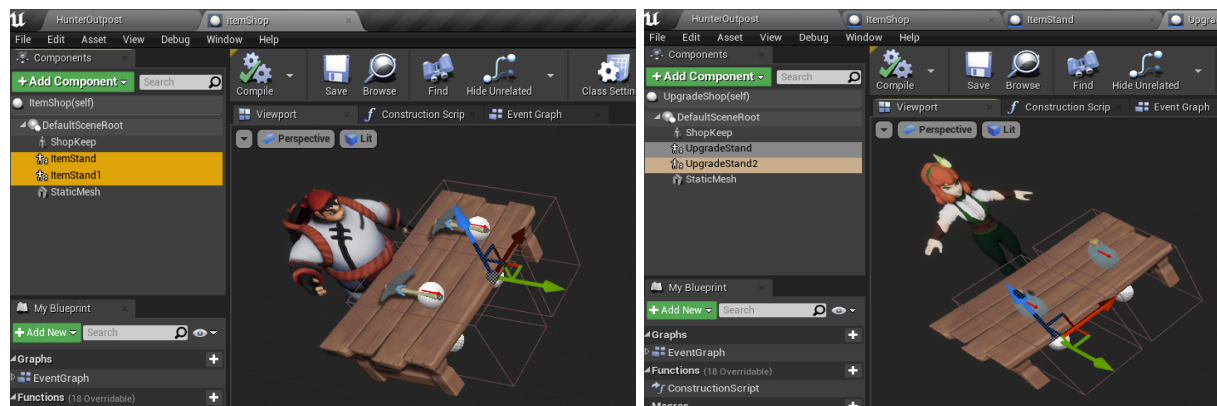 HunterOutpost ItemShop
File Edit Asset View Debug Window Help
Components
+Add Component Search
ItemShop(self)
DefaultSceneRoot
ShopKeep
ItemStand
ItemStand1
StaticMesh
My Blueprint
+Add New Search
Graphs
EventGraph
Functions (18 Overridable)
Compile Save Browse Find Hide Unrelated Class Settin
Viewport Construction Scrip Event Graph
Perspective Lit
HunterOutpost ItemShop ItemStand Upgra
File Edit Asset View Debug Window Help
Components
+Add Component Search
UpgradeShop(self)
DefaultSceneRoot
ShopKeep
UpgradeStand
UpgradeStand2
StaticMesh
My Blueprint
+Add New Search
Graphs
EventGraph
Functions (18 Overridable)
ConstructionScript
Macros
Compile Save Browse Find Hide Unrelated
Viewport Construction Scrip Event Graph
Perspective Lit